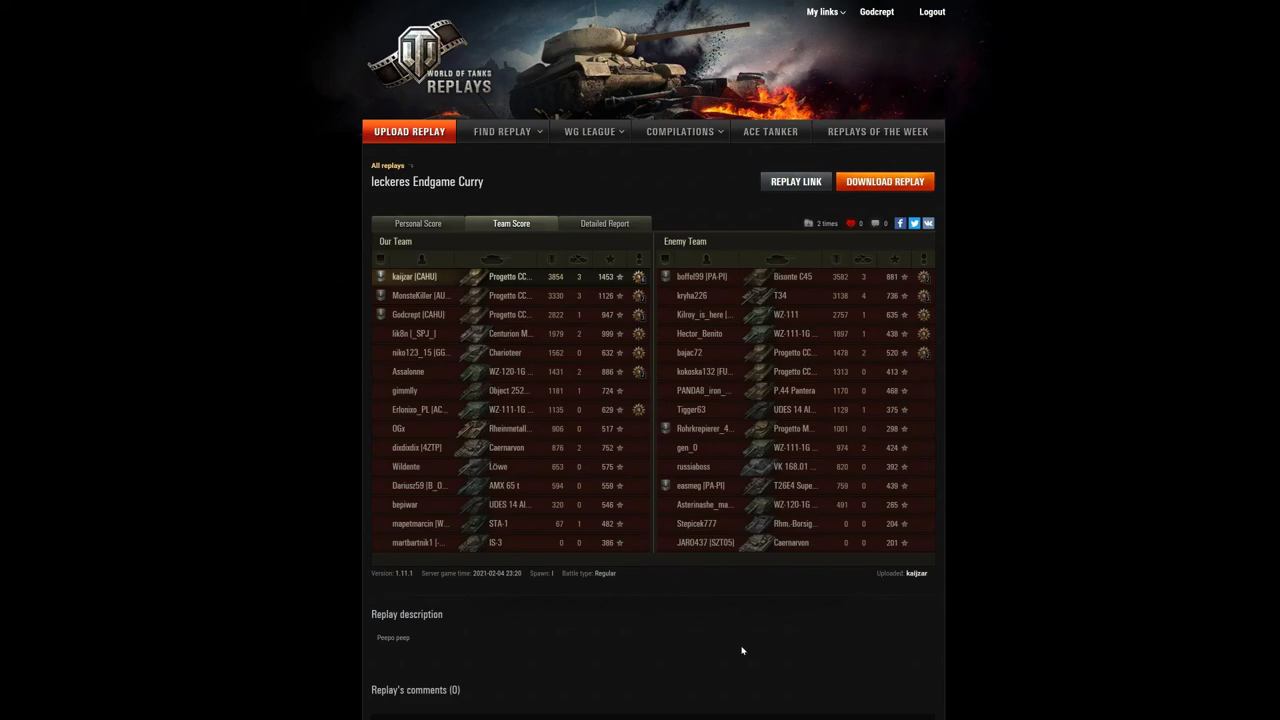 My links Godcrept Logout
WORLD OF TANKS
REPLAYS
UPLOAD REPLAY FIND REPLAY WG LEAGUE COMPILATIONS ACE TANKER REPLAYS OF THE WEEK
All replays
leckeres Endgame Curry
REPLAY LINK DOWNLOAD REPLAY
Personal Score Team Score Detailed Report 2 times 0 0
Our Team Enemy Team
kaijzar [CAHU] Progetto CC... 3854 3 1453 boffel99 [PA-PI] Bisonte C45 3582 3 881
MonsteKiller [AU... Progetto CC... 3330 3 1126 kryha226 T34 3138 4 736
Godcrept [CAHU] Progetto CC... 2822 1 947 Kilroy_is_here [... WZ-111 2757 1 635
lik8n [_SPJ_] Centurion M... 1979 2 999 Hector_Benito WZ-111-1G ... 1897 1 438
niko123_15 [GG... Charioteer 1562 0 632 bajac72 Progetto CC... 1478 2 520
Assalonne WZ-120-1G ... 1431 2 886 kokoska132 [FU... Progetto CC... 1313 0 413
gimmlly Object 252... 1181 1 724 PANDA8_iron_... P.44 Pantera 1170 0 468
Erlonixo_PL [AC... WZ-111-1G ... 1135 0 629 Tigger63 UDES 14 Al... 1129 1 375
OGx Rheinmetall... 906 0 517 Rohrkrepierer_4... Progetto M... 1001 0 298
dixdixdix [4ZTP] Caernarvon 876 2 752 gen_0 WZ-111-1G ... 974 2 424
Wildente Löwe 653 0 575 russiaboss VK 168.01 ... 820 0 392
Dariusz59 [B_O... AMX 65 t 594 0 559 easmeg [PA-PI] T26E4 Supe... 759 0 439
bepiwar UDES 14 Al... 320 0 546 Asterinashe_ma... WZ-120-1G ... 491 0 265
mapetmarcin [W... STA-1 67 1 482 Stepicek777 Rhm.-Borsig... 0 0 204
martbartnik1 [-... IS-3 0 0 386 JARO437 [SZT05] Caernarvon 0 0 201
Version: 1.11.1 Server game time: 2021-02-04 23:20 Spawn: I Battle type: Regular Uploaded: kaijzar
Replay description
Peepo peep
Replay's comments (0)